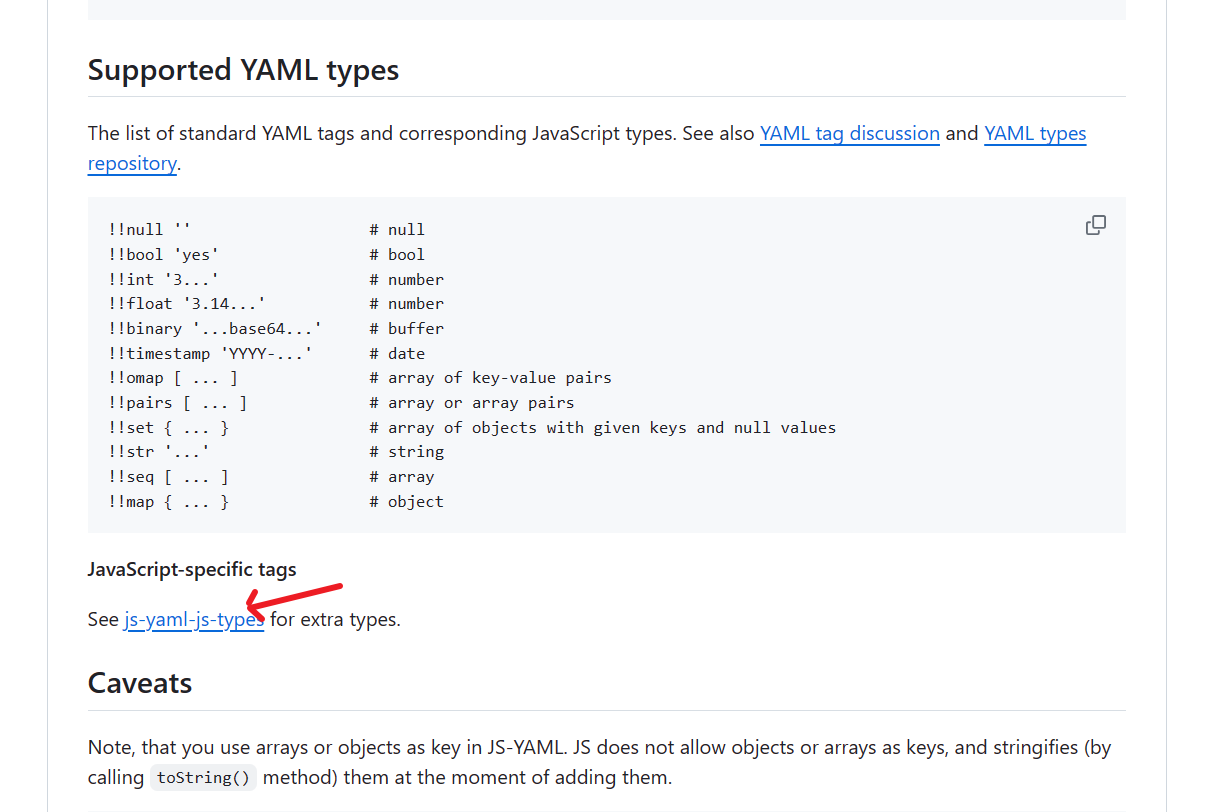 Supported YAML types
The list of standard YAML tags and corresponding JavaScript types. See also YAML tag discussion and YAML types
repository.
!!null ''                   # null
!!bool 'yes'                # bool
!!int '3...'                # number
!!float '3.14...'           # number
!!binary '...base64...'     # buffer
!!timestamp 'YYYY-...'      # date
!!omap [ ... ]              # array of key-value pairs
!!pairs [ ... ]             # array or array pairs
!!set { ... }               # array of objects with given keys and null values
!!str '...'                 # string
!!seq [ ... ]               # array
!!map { ... }               # object
JavaScript-specific tags
See js-yaml-js-types for extra types.
Caveats
Note, that you use arrays or objects as key in JS-YAML. JS does not allow objects or arrays as keys, and stringifies (by
calling toString() method) them at the moment of adding them.